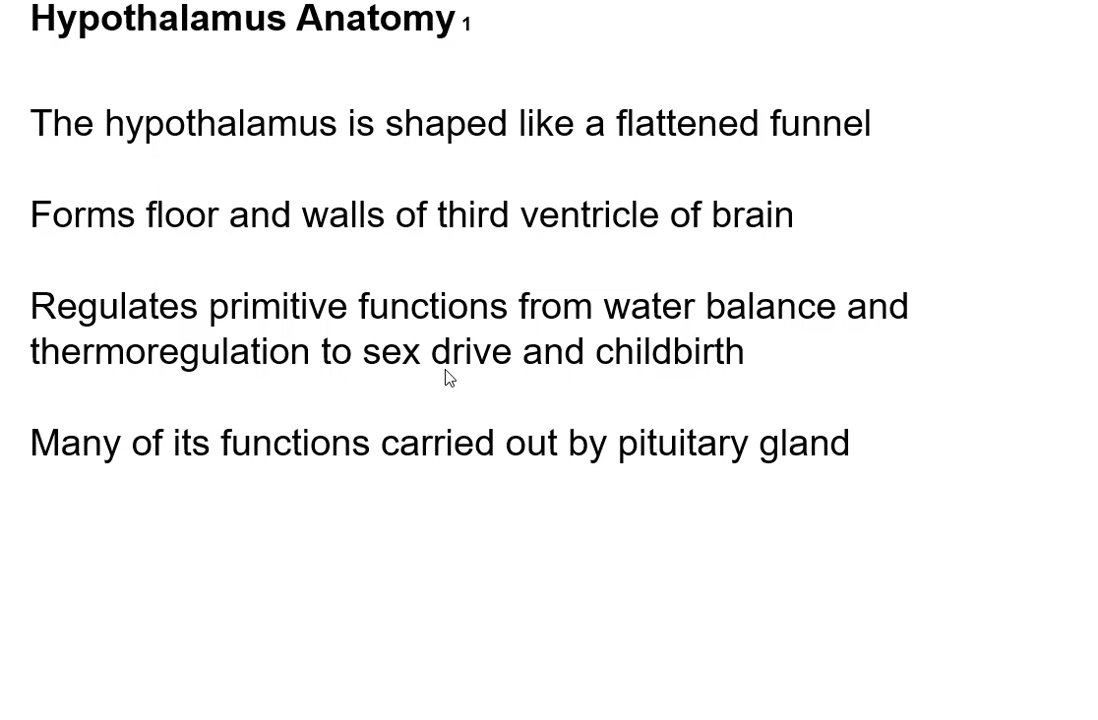 Hypothalamus Anatomy 1
The hypothalamus is shaped like a flattened funnel
Forms floor and walls of third ventricle of brain
Regulates primitive functions from water balance and
thermoregulation to sex drive and childbirth
Many of its functions carried out by pituitary gland